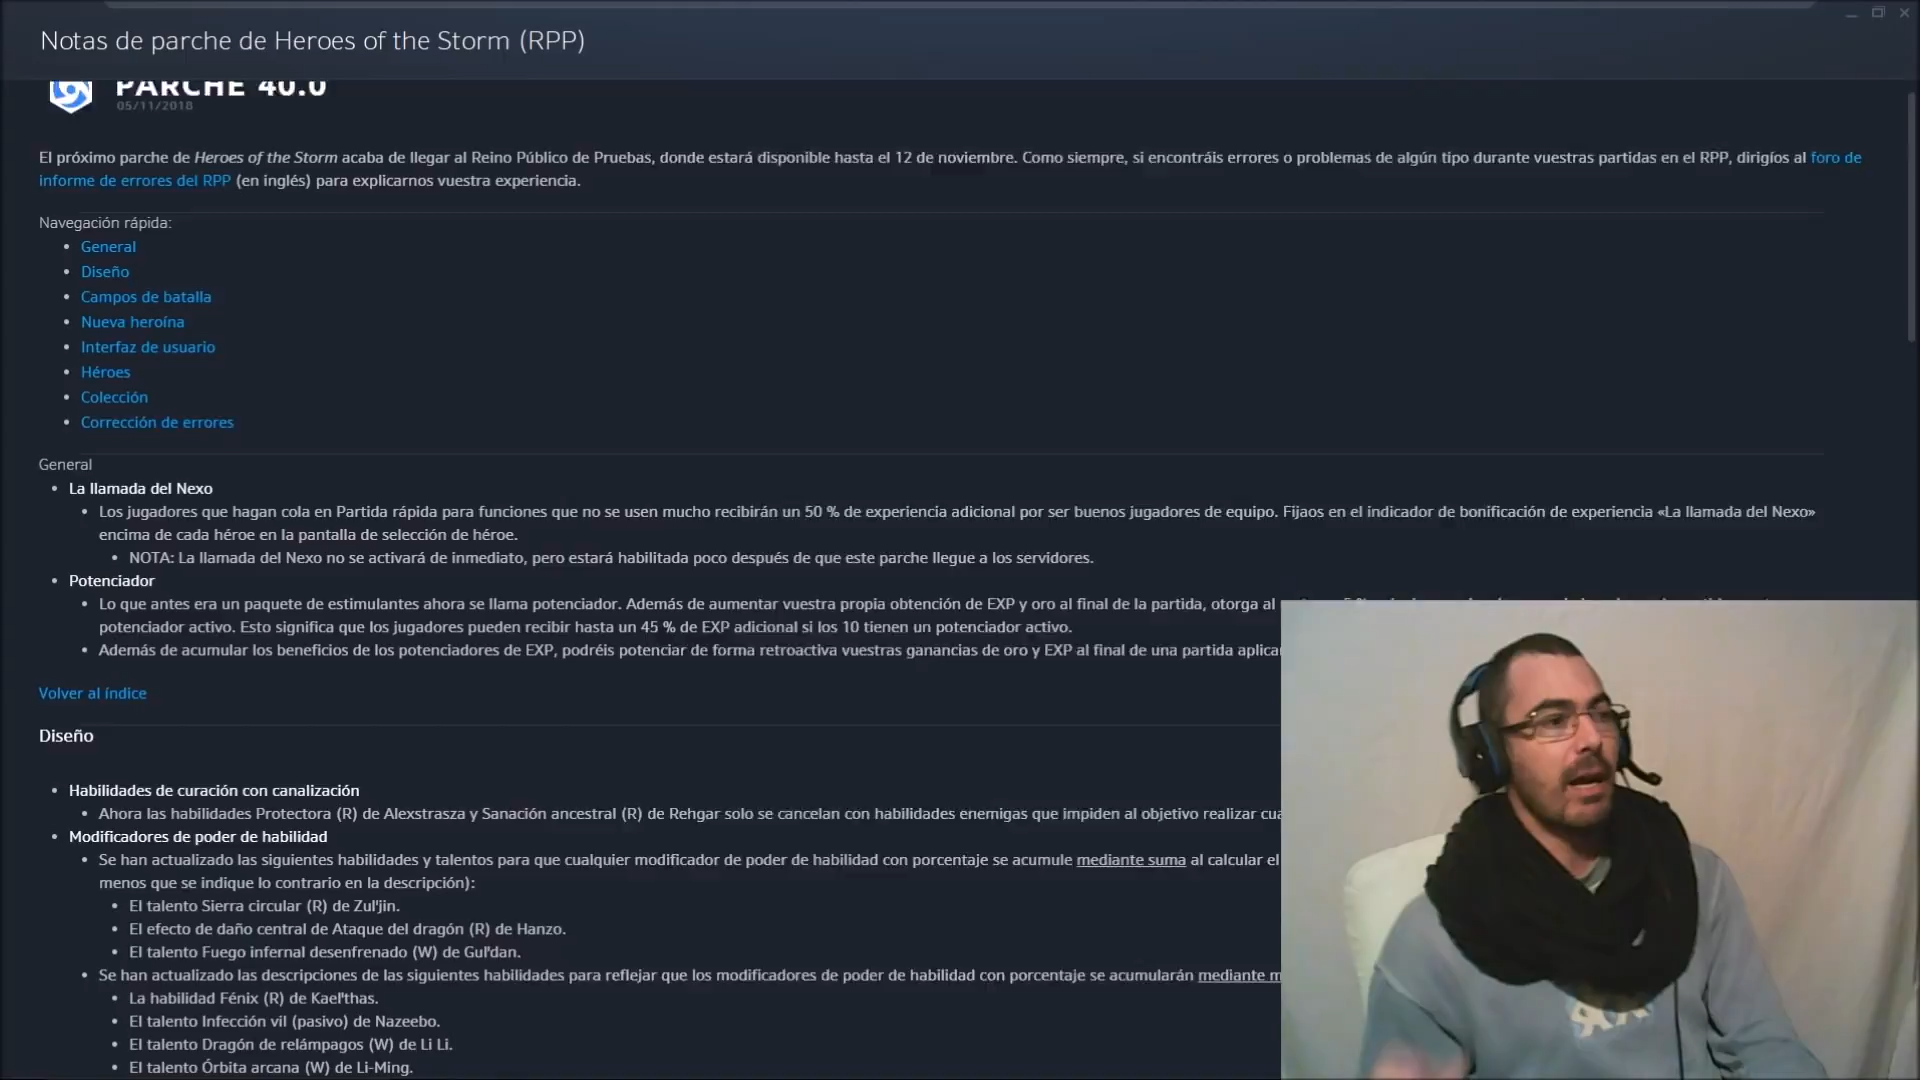 Notas de parche de Heroes of the Storm (RPP)
PARCHE 40.0
05/11/2018
El próximo parche de Heroes of the Storm acaba de llegar al Reino Público de Pruebas, donde estará disponible hasta el 12 de noviembre. Como siempre, si encontráis errores o problemas de algún tipo durante vuestras partidas en el RPP, dirigíos al foro de
informe de errores del RPP (en inglés) para explicarnos vuestra experiencia.
Navegación rápida:
General
Diseño
Campos de batalla
Nueva heroína
Interfaz de usuario
Héroes
Colección
Corrección de errores
General
La llamada del Nexo
Los jugadores que hagan cola en Partida rápida para funciones que no se usen mucho recibirán un 50 % de experiencia adicional por ser buenos jugadores de equipo. Fijaos en el indicador de bonificación de experiencia «La llamada del Nexo»
encima de cada héroe en la pantalla de selección de héroe.
NOTA: La llamada del Nexo no se activará de inmediato, pero estará habilitada poco después de que este parche llegue a los servidores.
Potenciador
Lo que antes era un paquete de estimulantes ahora se llama potenciador. Además de aumentar vuestra propia obtención de EXP y oro al final de la partida, otorga al
potenciador activo. Esto significa que los jugadores pueden recibir hasta un 45 % de EXP adicional si los 10 tienen un potenciador activo.
Además de acumular los beneficios de los potenciadores de EXP, podréis potenciar de forma retroactiva vuestras ganancias de oro y EXP al final de una partida
Volver al índice
Diseño
Habilidades de curación con canalización
Ahora las habilidades Protectora (R) de Alexstrasza y Sanación ancestral (R) de Rehgar solo se cancelan con habilidades enemigas que impiden al objetivo realizar
Modificadores de poder de habilidad
Se han actualizado las siguientes habilidades y talentos para que cualquier modificador de poder de habilidad con porcentaje se acumule mediante suma al calcular el
menos que se indique lo contrario en la descripción):
El talento Sierra circular (R) de Zul'jin.
El efecto de daño central de Ataque del dragón (R) de Hanzo.
El talento Fuego infernal desenfrenado (W) de Gul'dan.
Se han actualizado las descripciones de las siguientes habilidades para reflejar que los modificadores de poder de habilidad con porcentaje se acumularán mediante
La habilidad Fénix (R) de Kael'thas.
El talento Infección vil (pasivo) de Nazeebo.
El talento Dragón de relámpagos (W) de Li Li.
El talento Órbita arcana (W) de Li-Ming.